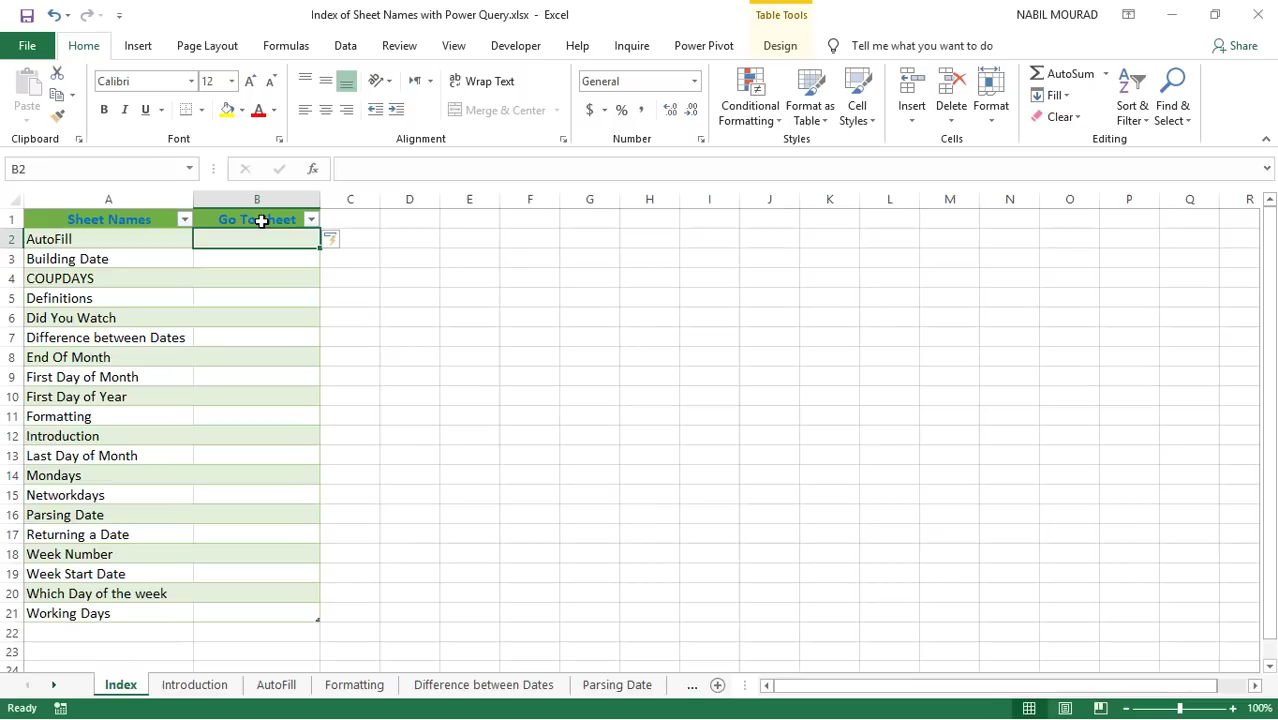 Index of Sheet Names with Power Query.xlsx - Excel
Table Tools
NABIL MOURAD
File Home Insert Page Layout Formulas Data Review View Developer Help Inquire Power Pivot Design Tell me what you want to do Share
Paste
Clipboard
Calibri 12
B I U
Font
Wrap Text
Merge & Center
Alignment
General
$ % ,
Number
Conditional Formatting
Format as Table
Cell Styles
Styles
Insert Delete Format
Cells
AutoSum
Fill
Clear
Sort & Filter
Find & Select
Editing
B2
fx
A B C D E F G H I J K L M N O P Q R
1 Sheet Names Go To Sheet
2 AutoFill
3 Building Date
4 COUPDAYS
5 Definitions
6 Did You Watch
7 Difference between Dates
8 End Of Month
9 First Day of Month
10 First Day of Year
11 Formatting
12 Introduction
13 Last Day of Month
14 Mondays
15 Networkdays
16 Parsing Date
17 Returning a Date
18 Week Number
19 Week Start Date
20 Which Day of the week
21 Working Days
22
23
24
Index Introduction AutoFill Formatting Difference between Dates Parsing Date ...
Ready
100%